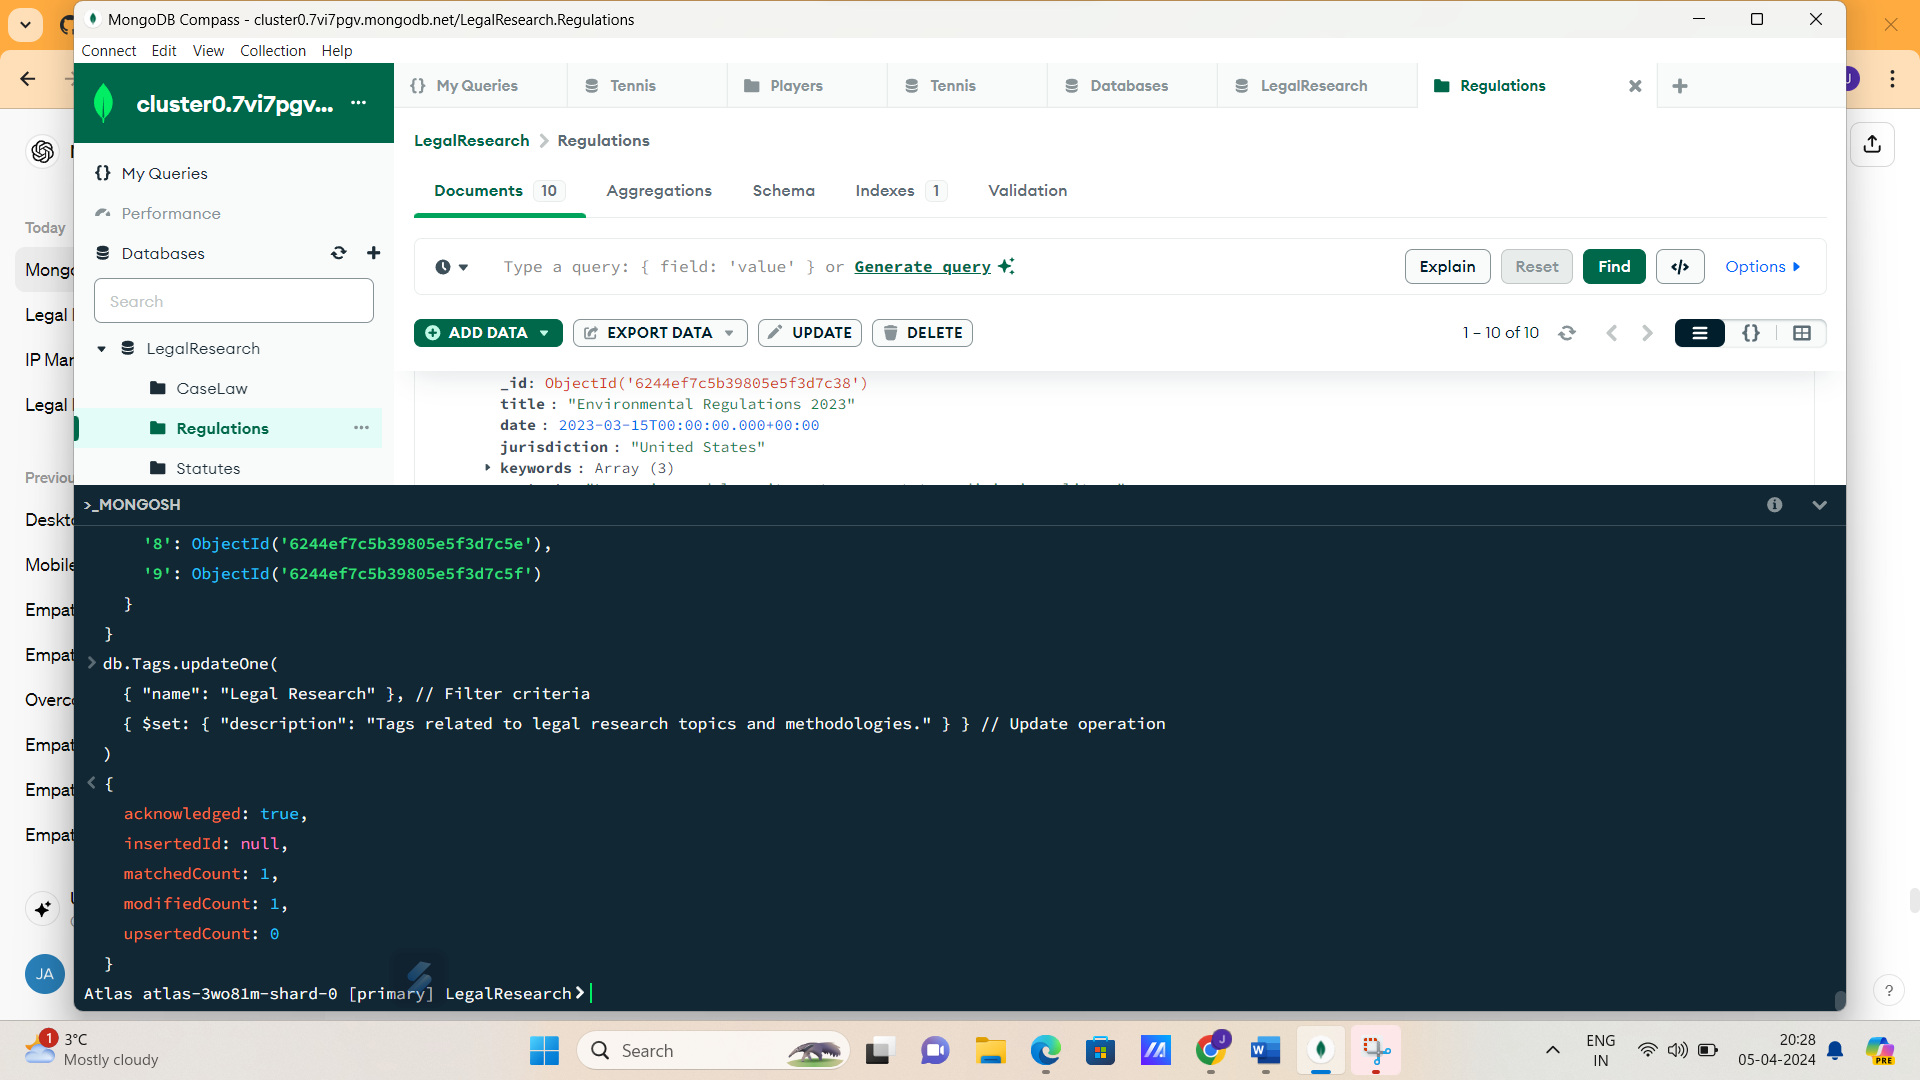 MongoDB Compass - cluster0.7vi7pgv.mongodb.net/LegalResearch.Regulations
Connect Edit View Collection Help
cluster0.7vi7pgv... ...
{} My Queries
Tennis
Players
Tennis
Databases
LegalResearch
Regulations
LegalResearch > Regulations
My Queries
Performance
Databases
Search
LegalResearch
CaseLaw
Regulations ...
Statutes
Documents 10
Aggregations
Schema
Indexes 1
Validation
Type a query: { field: 'value' } or Generate query
Explain
Reset
Find
</>
Options
ADD DATA
EXPORT DATA
UPDATE
DELETE
1 – 10 of 10
{}
_id: ObjectId('6244ef7c5b39805e5f3d7c38')
title : "Environmental Regulations 2023"
date : 2023-03-15T00:00:00.000+00:00
jurisdiction : "United States"
keywords : Array (3)
>_MONGOSH
'8': ObjectId('6244ef7c5b39805e5f3d7c5e'),
'9': ObjectId('6244ef7c5b39805e5f3d7c5f')
}
}
> db.Tags.updateOne(
{ "name": "Legal Research" }, // Filter criteria
{ $set: { "description": "Tags related to legal research topics and methodologies." } } // Update operation
)
< {
acknowledged: true,
insertedId: null,
matchedCount: 1,
modifiedCount: 1,
upsertedCount: 0
}
Atlas atlas-3wo81m-shard-0 [primary] LegalResearch>
Today
Mongo
Legal
IP Mar
Legal
Previou
Deskto
Mobile
Empat
Empat
Overco
Empat
Empat
Empat
JA
J
?
1
3°C
Mostly cloudy
Search
J
W
PRE
ENG
IN
20:28
05-04-2024